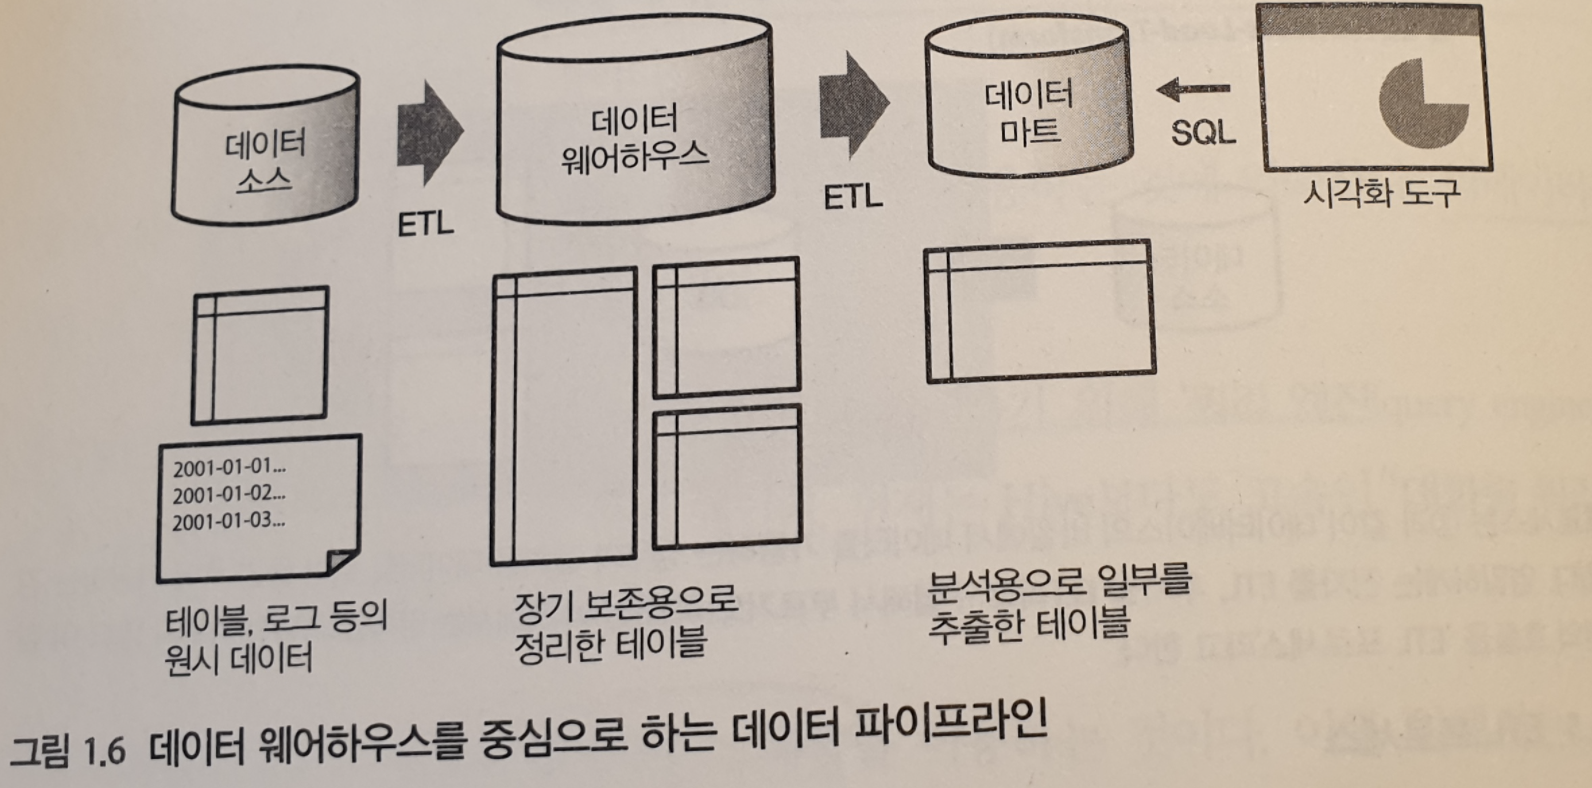 데이터
소스
ETL
데이터
웨어하우스
ETL
데이터
마트
SQL
시각화 도구
2001-01-01...
2001-01-02...
2001-01-03...
테이블, 로그 등의
원시 데이터
장기 보존용으로
정리한 테이블
분석용으로 일부를
추출한 테이블
그림 1.6 데이터 웨어하우스를 중심으로 하는 데이터 파이프라인